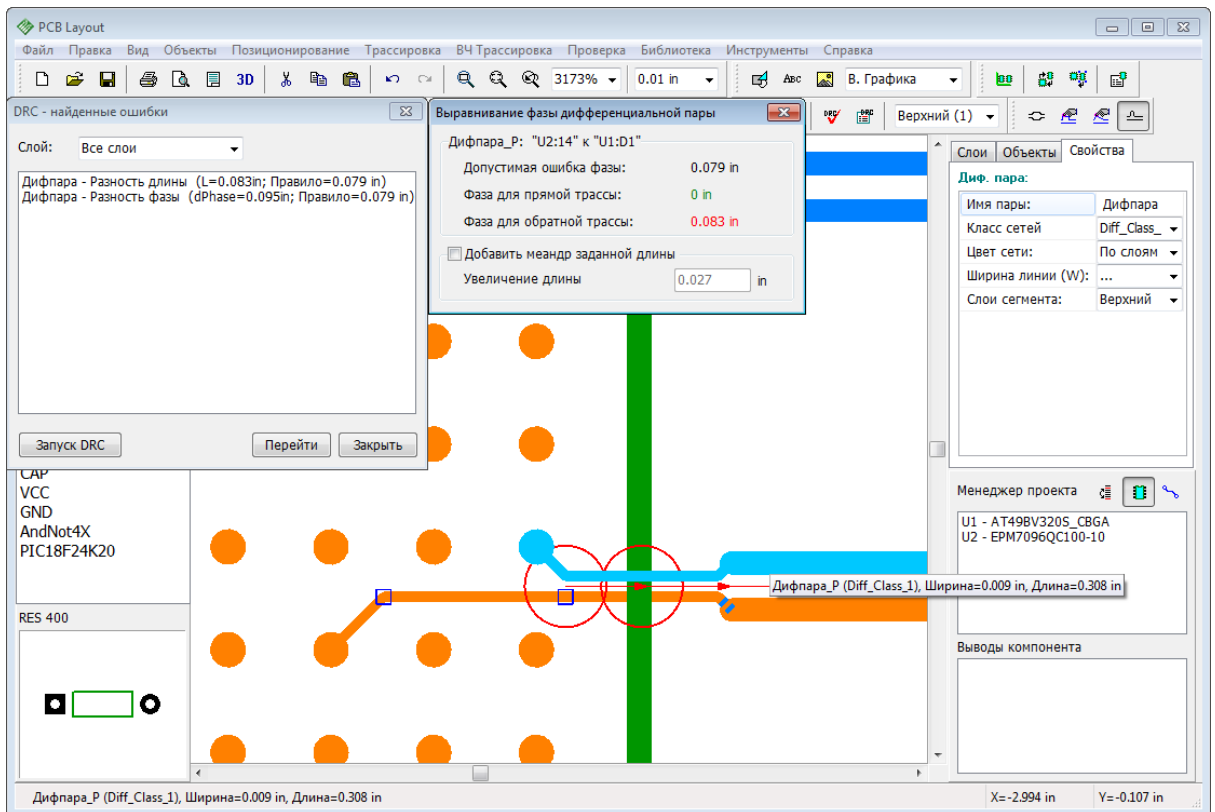 PCB Layout
Файл Правка Вид Объекты Позиционирование Трассировка ВЧ Трассировка Проверка Библиотека Инструменты Справка
3D 3173% 0.01 in ABC В. Графика
DRC - найденные ошибки
Слой: Все слои
Дифпара - Разность длины (L=0.083in; Правило=0.079 in)
Дифпара - Разность фазы (dPhase=0.095in; Правило=0.079 in)
Запуск DRC Перейти Закрыть
Выравнивание фазы дифференциальной пары
Дифпара_P: "U2:14" к "U1:D1"
Допустимая ошибка фазы: 0.079 in
Фаза для прямой трассы: 0 in
Фаза для обратной трассы: 0.083 in
Добавить меандр заданной длины
Увеличение длины 0.027 in
DRC DRC Верхний (1)
Слои Объекты Свойства
Диф. пара:
Имя пары: Дифпара
Класс сетей Diff_Class_
Цвет сети: По слоям
Ширина линии (W): ...
Слои сегмента: Верхний
CAP
VCC
GND
AndNot4X
PIC18F24K20
RES 400
Дифпара_P (Diff_Class_1), Ширина=0.009 in, Длина=0.308 in
Менеджер проекта
U1 - AT49BV320S_CBGA
U2 - EPM7096QC100-10
Выводы компонента
Дифпара_P (Diff_Class_1), Ширина=0.009 in, Длина=0.308 in X=-2.994 in Y=-0.107 in